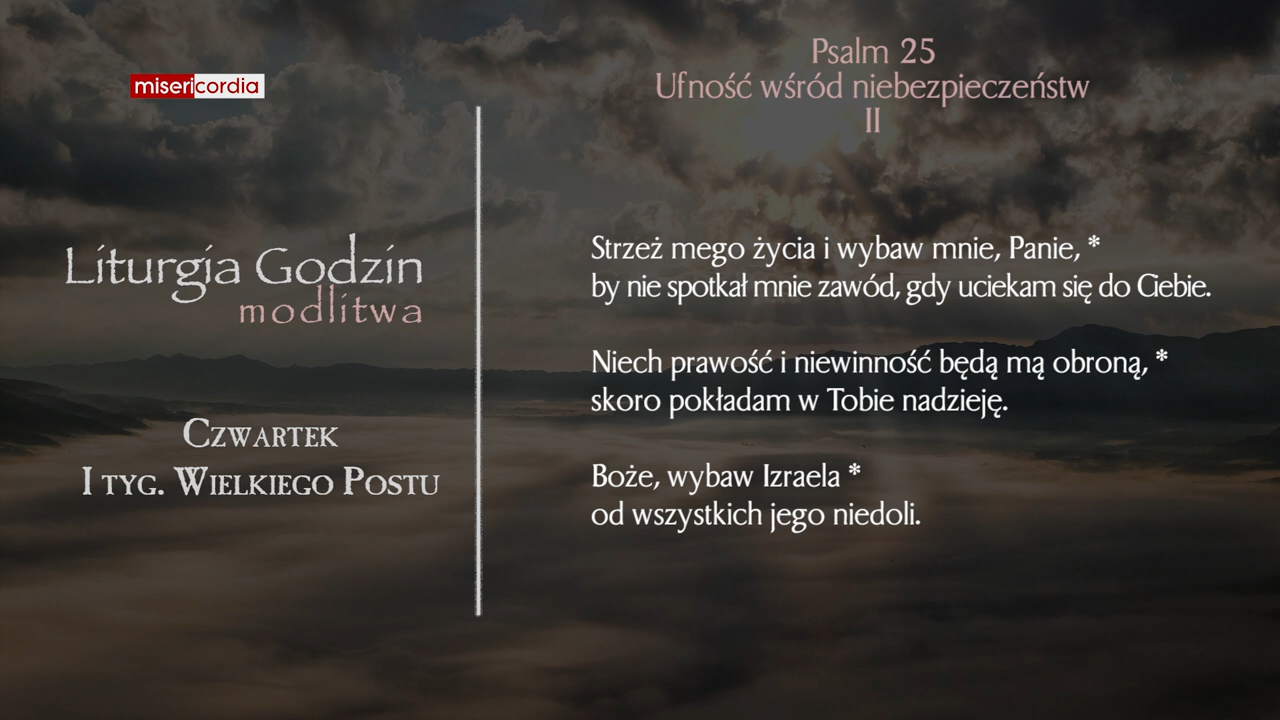 misericordia
Liturgia Godzin
modlitwa
Czwartek
I tyg. Wielkiego Postu
Psalm 25
Ufność wśród niebezpieczeństw
II
Strzeż mego życia i wybaw mnie, Panie, *
by nie spotkał mnie zawód, gdy uciekam się do Ciebie.
Niech prawość i niewinność będą mą obroną, *
skoro pokładam w Tobie nadzieję.
Boże, wybaw Izraela *
od wszystkich jego niedoli.